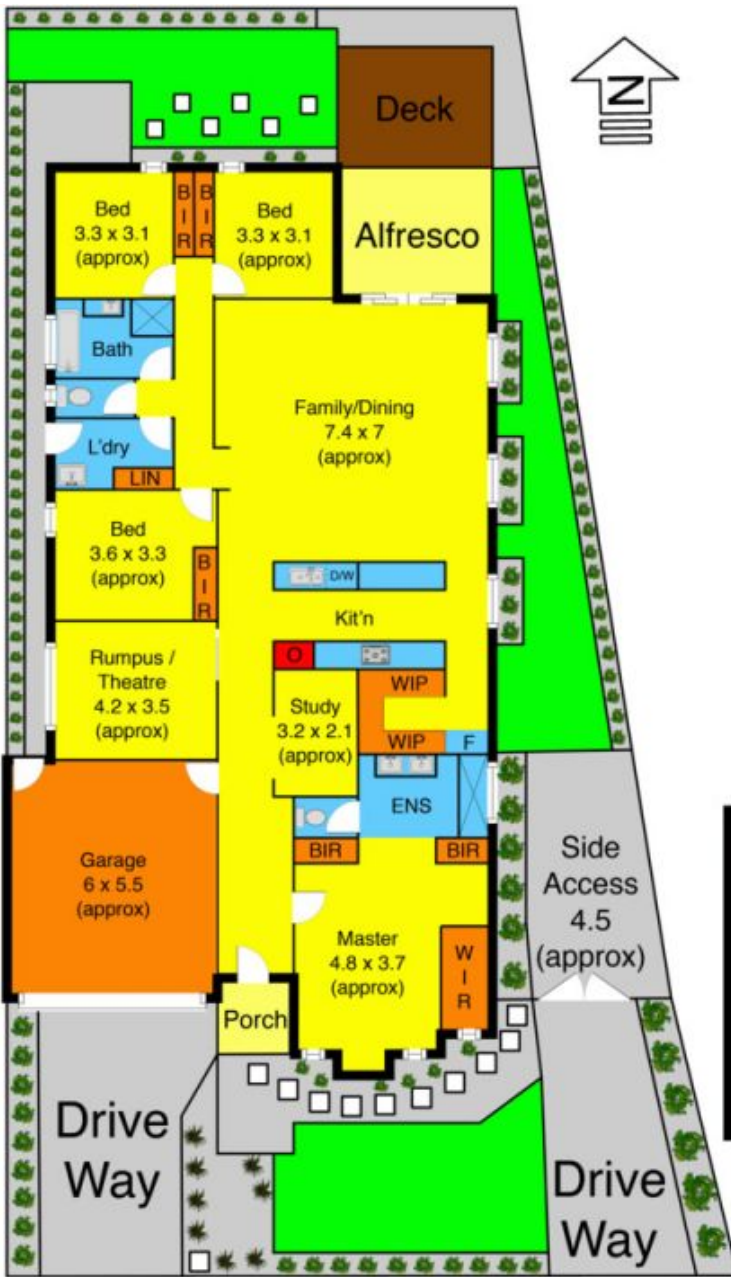 N
Deck
Alfresco
Bed
3.3 x 3.1
(approx)
B
I
R
B
I
R
Bed
3.3 x 3.1
(approx)
Bath
Family/Dining
7.4 x 7
(approx)
L'dry
LIN
Bed
3.6 x 3.3
(approx)
B
I
R
D/W
Kit'n
O
Rumpus /
Theatre
4.2 x 3.5
(approx)
Study
3.2 x 2.1
(approx)
WIP
WIP
F
ENS
BIR
BIR
Garage
6 x 5.5
(approx)
Side
Access
4.5
(approx)
Master
4.8 x 3.7
(approx)
W
I
R
Porch
Drive
Way
Drive
Way